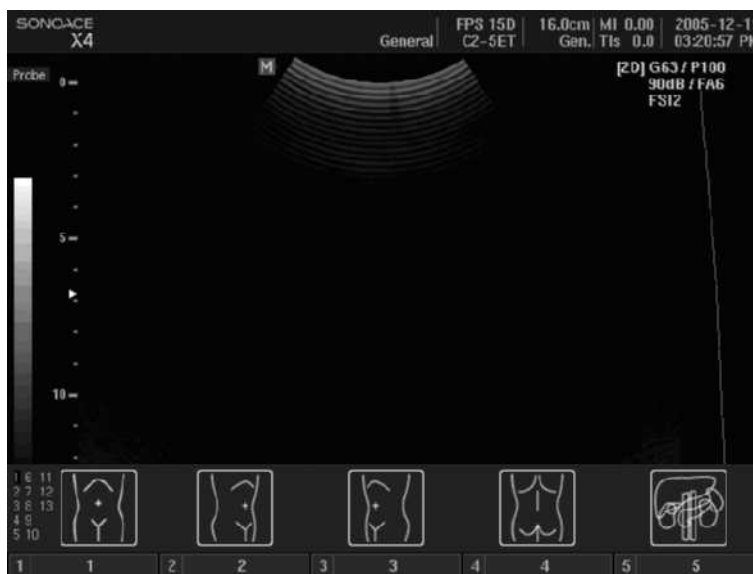 SONOACE
X4
General
FPS 15D
C2-5ET
16.0cm
Gen.
MI 0.00
TIs 0.0
2005-12-1
03:20:57 PM
Probe
M
[2D] G63 / P100
90dB / FA6
FSI2
0
5
10
1 6 11
2 7 12
3 8 13
4 9
5 10
1 1
2 2
3 3
4 4
5 5